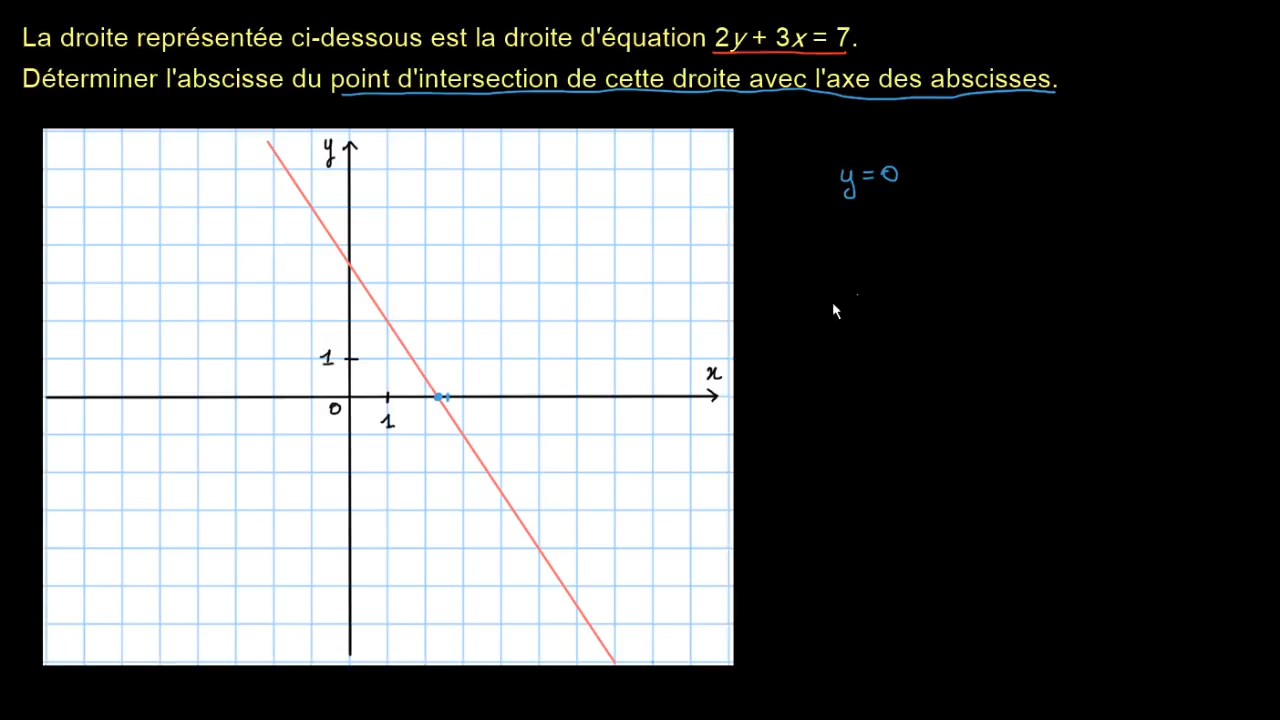 La droite représentée ci-dessous est la droite d'équation 2y + 3x = 7.
Déterminer l'abscisse du point d'intersection de cette droite avec l'axe des abscisses.
y
y = 0
1
x
0
1